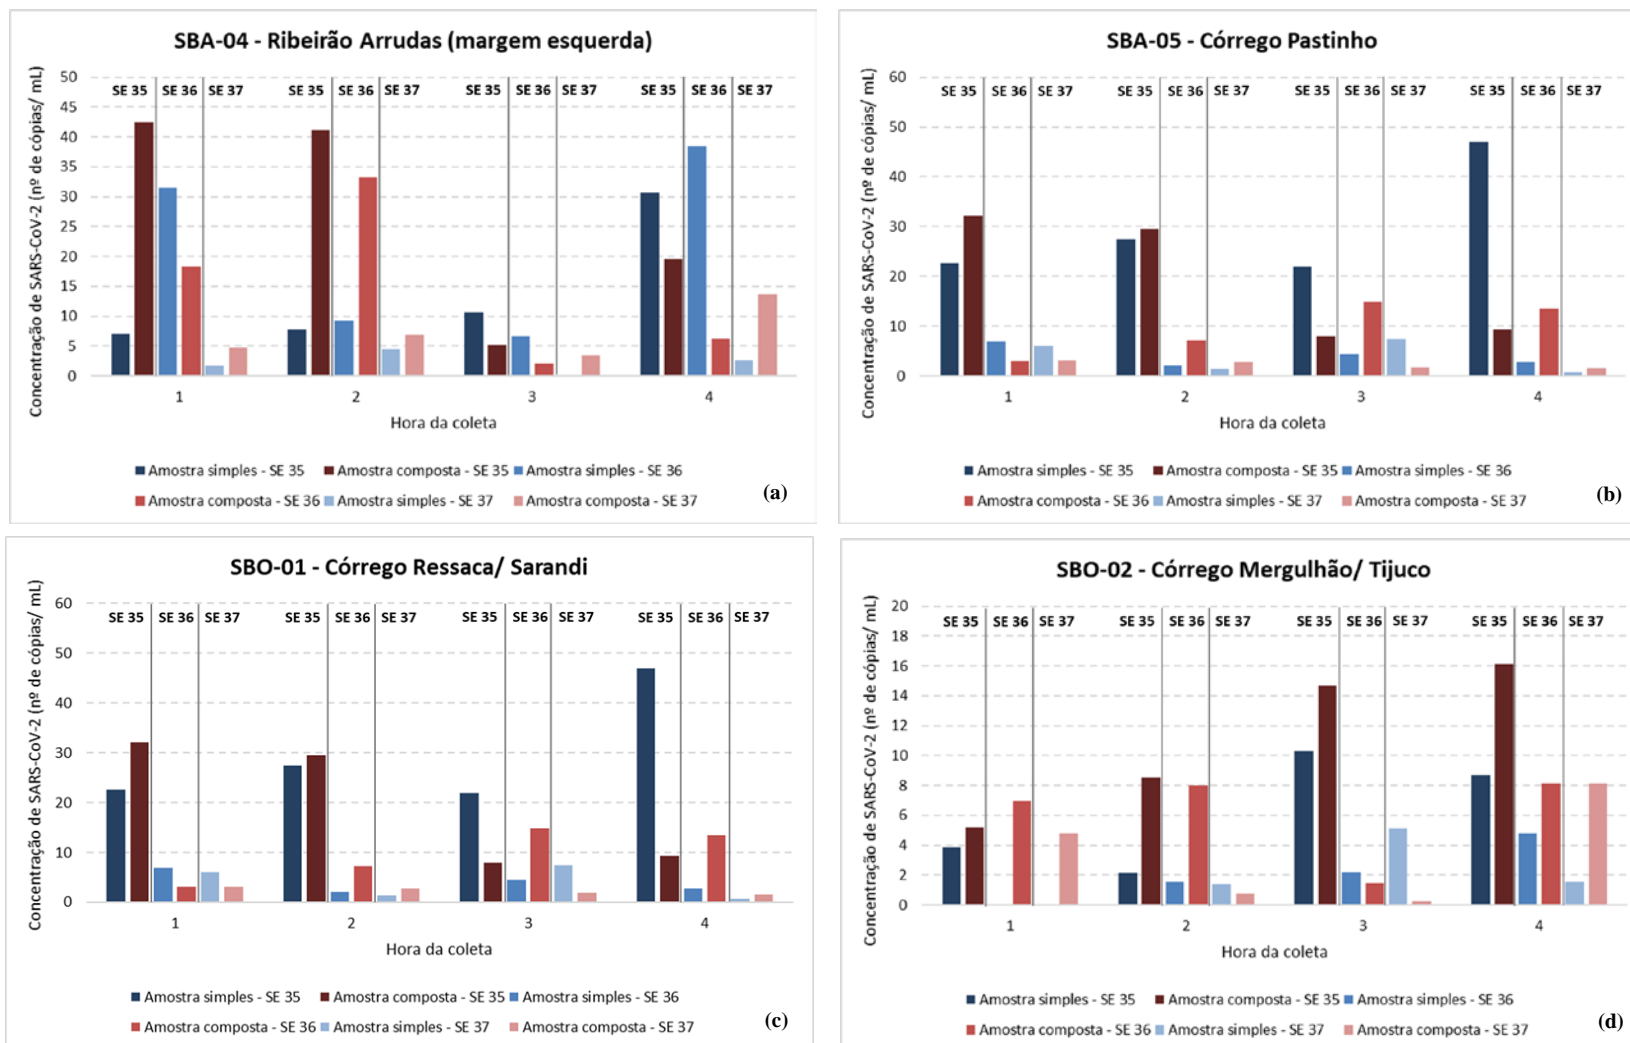 SBA-04 - Ribeirão Arrudas (margem esquerda)
Concentração de SARS-CoV-2 (nº de cópias/ mL)
50
45
40
35
30
25
20
15
10
5
0
SE 35 SE 36 SE 37 SE 35 SE 36 SE 37 SE 35 SE 36 SE 37 SE 35 SE 36 SE 37
1 2 3 4
Hora da coleta
Amostra simples - SE 35 Amostra composta - SE 35 Amostra simples - SE 36
Amostra composta - SE 36 Amostra simples - SE 37 Amostra composta - SE 37
(a)
SBA-05 - Córrego Pastinho
Concentração de SARS-CoV-2 (nº de cópias/ mL)
60
50
40
30
20
10
0
SE 35 SE 36 SE 37 SE 35 SE 36 SE 37 SE 35 SE 36 SE 37 SE 35 SE 36 SE 37
1 2 3 4
Hora da coleta
Amostra simples - SE 35 Amostra composta - SE 35 Amostra simples - SE 36
Amostra composta - SE 36 Amostra simples - SE 37 Amostra composta - SE 37
(b)
SBO-01 - Córrego Ressaca/ Sarandi
Concentração de SARS-CoV-2 (nº de cópias/ mL)
60
50
40
30
20
10
0
SE 35 SE 36 SE 37 SE 35 SE 36 SE 37 SE 35 SE 36 SE 37 SE 35 SE 36 SE 37
1 2 3 4
Hora da coleta
Amostra simples - SE 35 Amostra composta - SE 35 Amostra simples - SE 36
Amostra composta - SE 36 Amostra simples - SE 37 Amostra composta - SE 37
(c)
SBO-02 - Córrego Mergulhão/ Tijuco
Concentração de SARS-CoV-2 (nº de cópias/ mL)
20
18
16
14
12
10
8
6
4
2
0
SE 35 SE 36 SE 37 SE 35 SE 36 SE 37 SE 35 SE 36 SE 37 SE 35 SE 36 SE 37
1 2 3 4
Hora da coleta
Amostra simples - SE 35 Amostra composta - SE 35 Amostra simples - SE 36
Amostra composta - SE 36 Amostra simples - SE 37 Amostra composta - SE 37
(d)